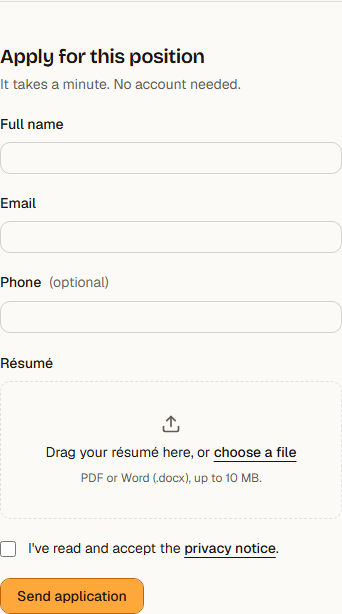 Apply for this position
It takes a minute. No account needed.
Full name
Email
Phone (optional)
Résumé
Drag your résumé here, or choose a file
PDF or Word (.docx), up to 10 MB.
I've read and accept the privacy notice.
Send application